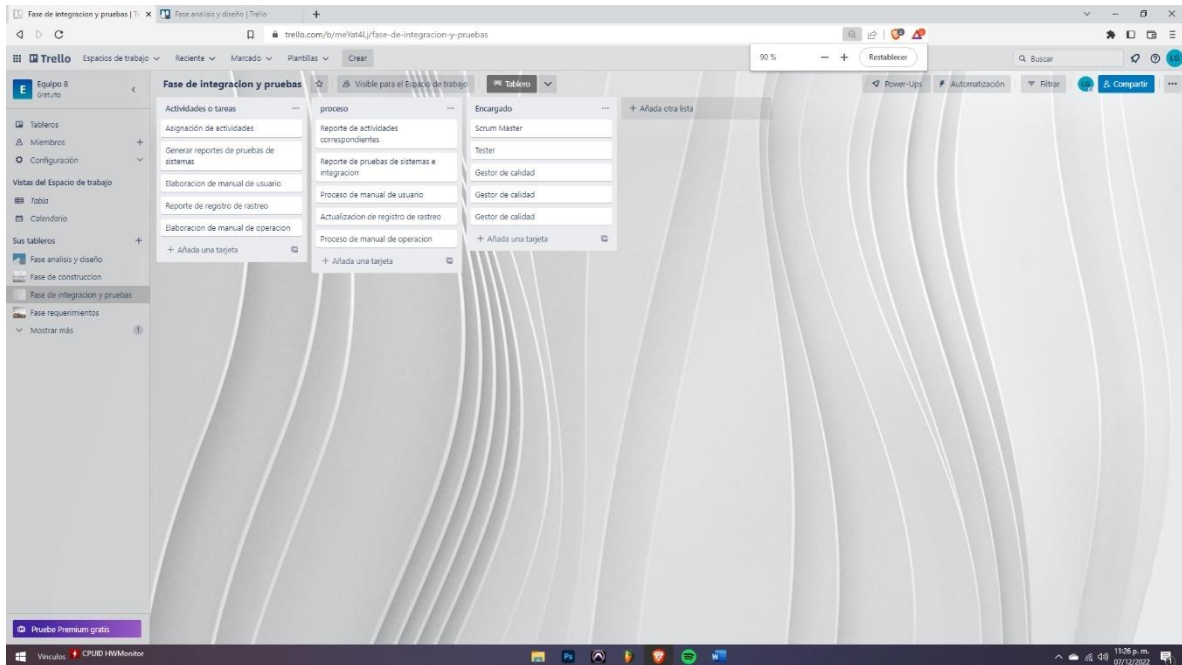 Fase de integracion y pruebas | Tr
Fase analisis y diseño | Trello
trello.com/b/meYat4Lj/fase-de-integracion-y-pruebas
Trello Espacios de trabajo Reciente Marcado Plantillas Crear
90 % − + Restablecer
Buscar
LG
E Equipo 8
Gratuito
Fase de integracion y pruebas Visible para el Espacio de trabajo Tablero
Power-Ups Automatización Filtrar LG Compartir
Tableros
Miembros +
Configuración
Vistas del Espacio de trabajo
Tabla
Calendario
Sus tableros +
Fase analisis y diseño
Fase de construccion
Fase de integracion y pruebas
Fase requerimientos
Mostrar más 1
Actividades o tareas
Asignación de actividades
Generar reportes de pruebas de
sistemas
Elaboracion de manual de usuario
Reporte de registro de rastreo
Elaboracion de manual de operacion
+ Añada una tarjeta
proceso
Reporte de actividades
correspondientes
Reporte de pruebas de sistemas e
integracion
Proceso de manual de usuario
Actualizacion de registro de rastreo
Proceso de manual de operacion
+ Añada una tarjeta
Encargado
Scrum Master
Tester
Gestor de calidad
Gestor de calidad
Gestor de calidad
+ Añada una tarjeta
+ Añada otra lista
Pruebe Premium gratis
Vínculos CPUID HWMonitor
Ps
11:26 p. m.
07/12/2022